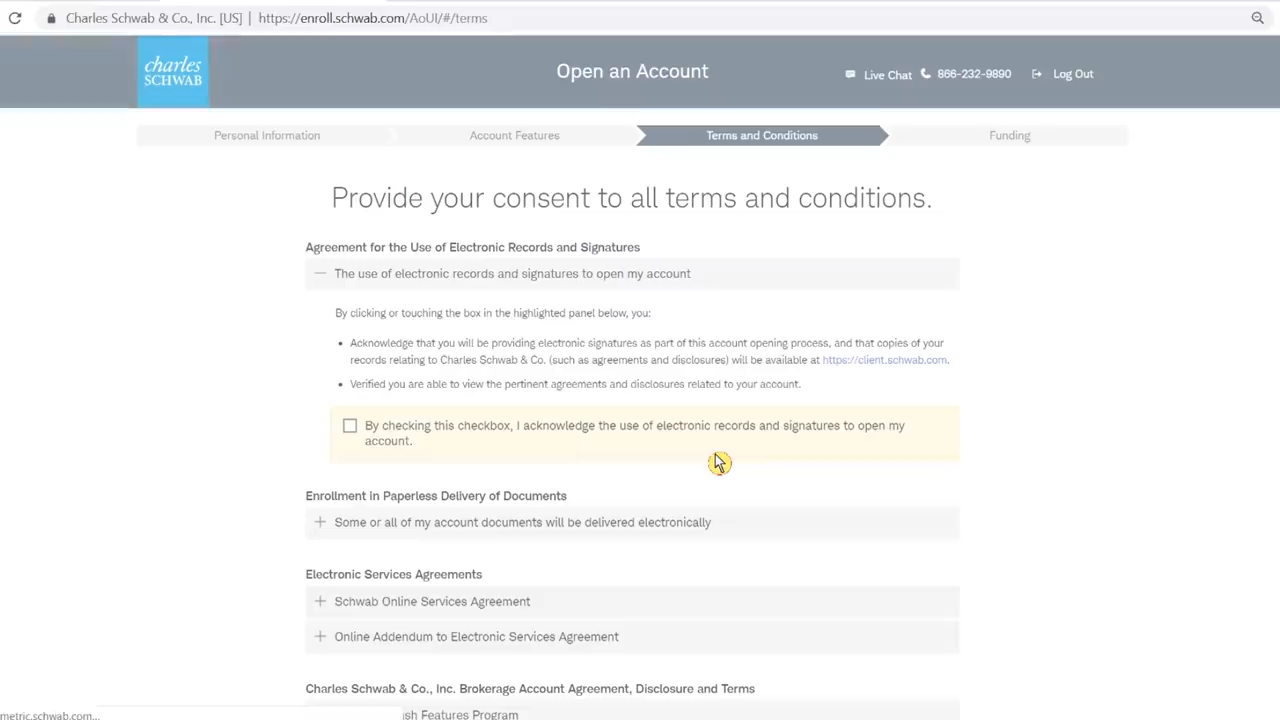 Charles Schwab & Co., Inc. [US] | https://enroll.schwab.com/AoUI/#/terms
charles
SCHWAB
Open an Account
Live Chat
866-232-9890
Log Out
Personal Information
Account Features
Terms and Conditions
Funding
Provide your consent to all terms and conditions.
Agreement for the Use of Electronic Records and Signatures
The use of electronic records and signatures to open my account
By clicking or touching the box in the highlighted panel below, you:
• Acknowledge that you will be providing electronic signatures as part of this account opening process, and that copies of your
records relating to Charles Schwab & Co. (such as agreements and disclosures) will be available at https://client.schwab.com.
• Verified you are able to view the pertinent agreements and disclosures related to your account.
By checking this checkbox, I acknowledge the use of electronic records and signatures to open my
account.
Enrollment in Paperless Delivery of Documents
Some or all of my account documents will be delivered electronically
Electronic Services Agreements
Schwab Online Services Agreement
Online Addendum to Electronic Services Agreement
Charles Schwab & Co., Inc. Brokerage Account Agreement, Disclosure and Terms
Features Program
metric.schwab.com...